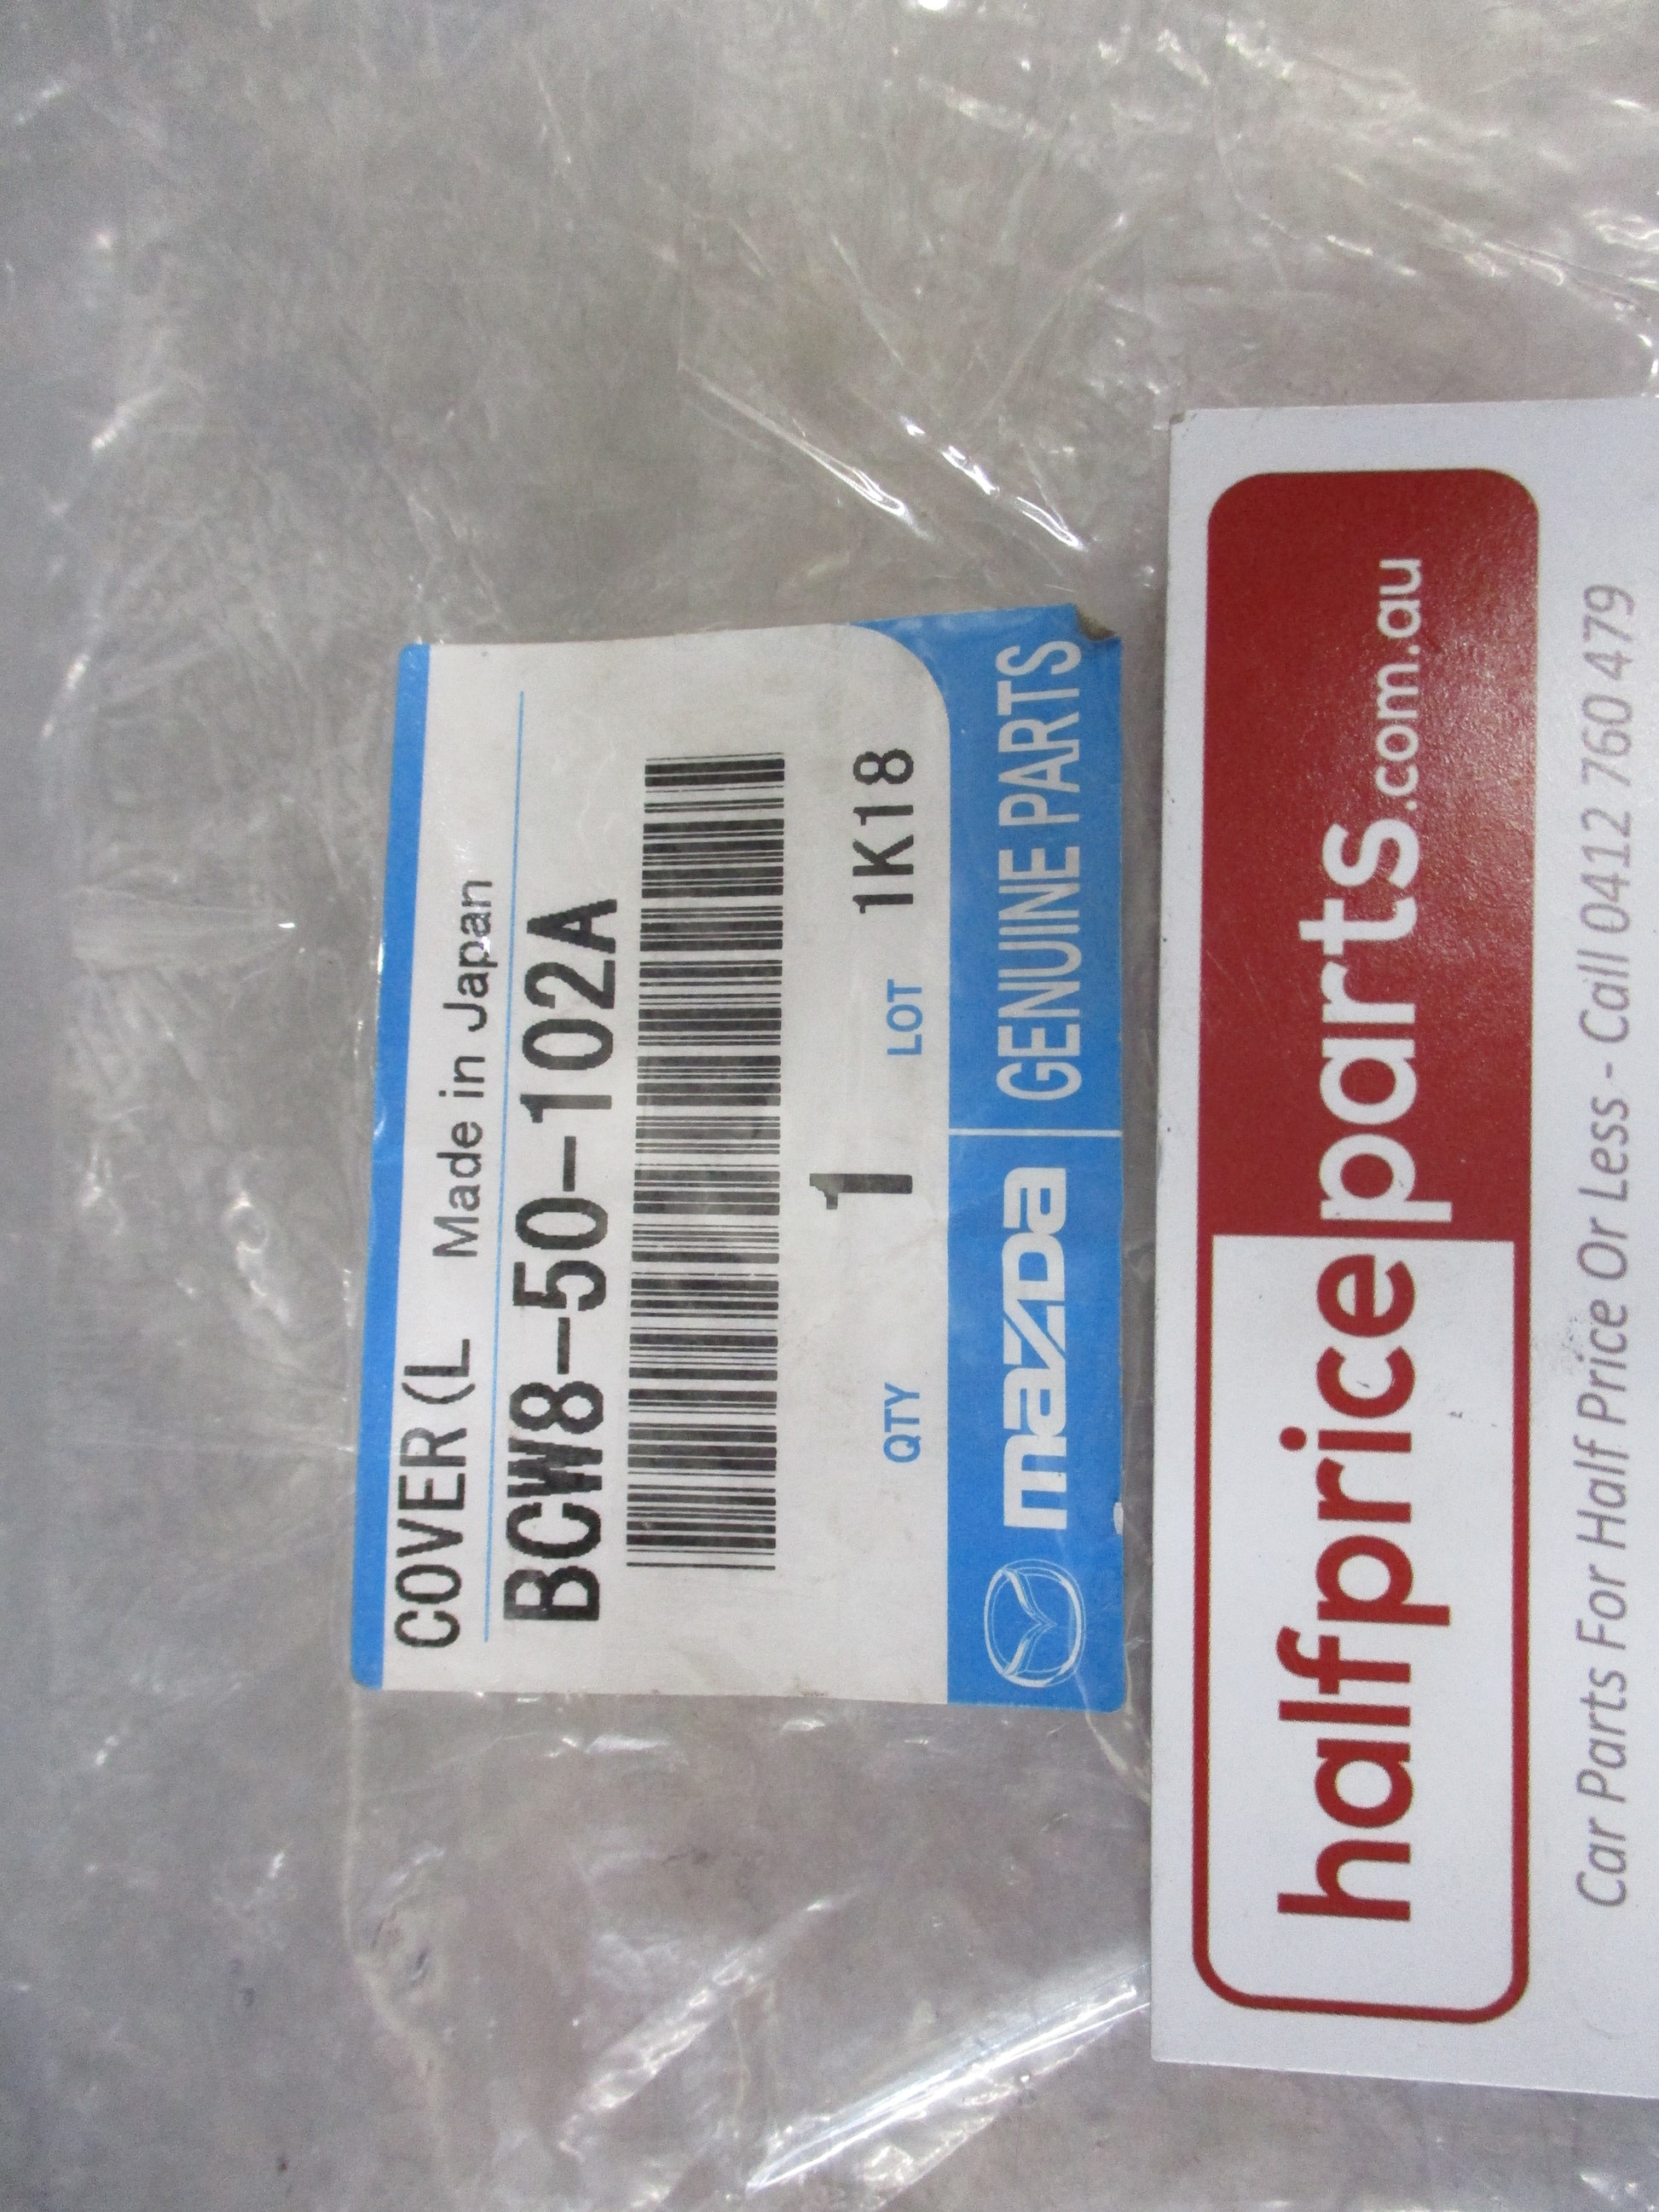 COVER (L
Made in Japan
BCW8-50-102A
QTY 1 LOT 1K18
mazda GENUINE PARTS
halfpriceparts.com.au
Car Parts For Half Price Or Less - Call 0412 760 479